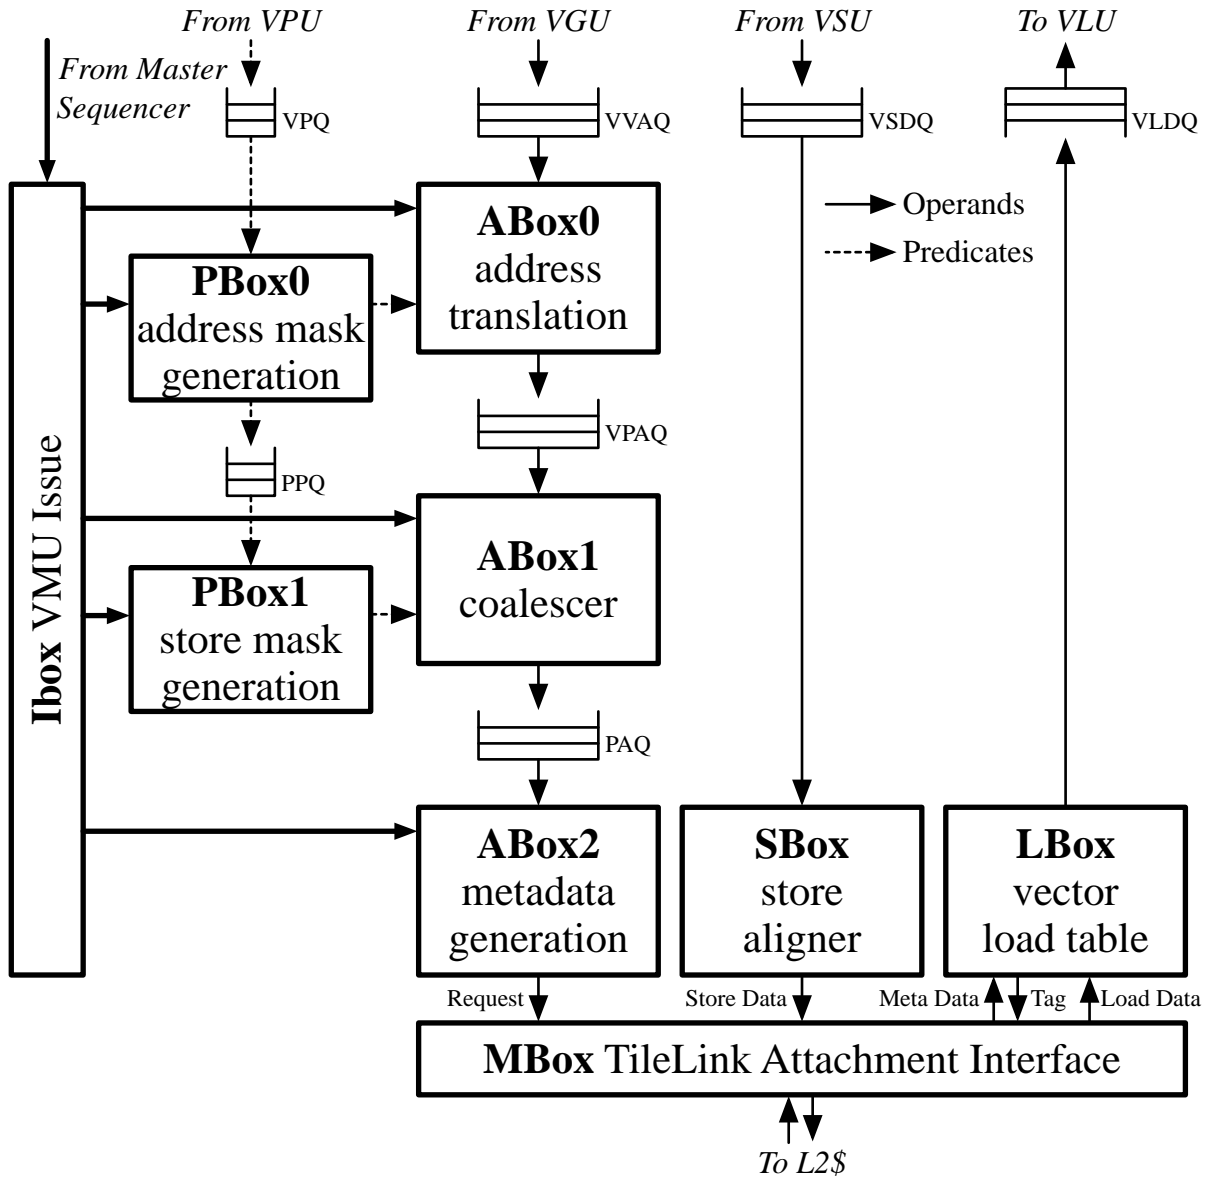 From VPU
From VGU
From VSU
To VLU
From Master
Sequencer
VPQ
VVAQ
VSDQ
VLDQ
ABox0
address
translation
Operands
Predicates
PBox0
address mask
generation
VPAQ
PPQ
Ibox VMU Issue
ABox1
coalescer
PBox1
store mask
generation
PAQ
ABox2
metadata
generation
SBox
store
aligner
LBox
vector
load table
Request
Store Data
Meta Data
Tag
Load Data
MBox TileLink Attachment Interface
To L2$